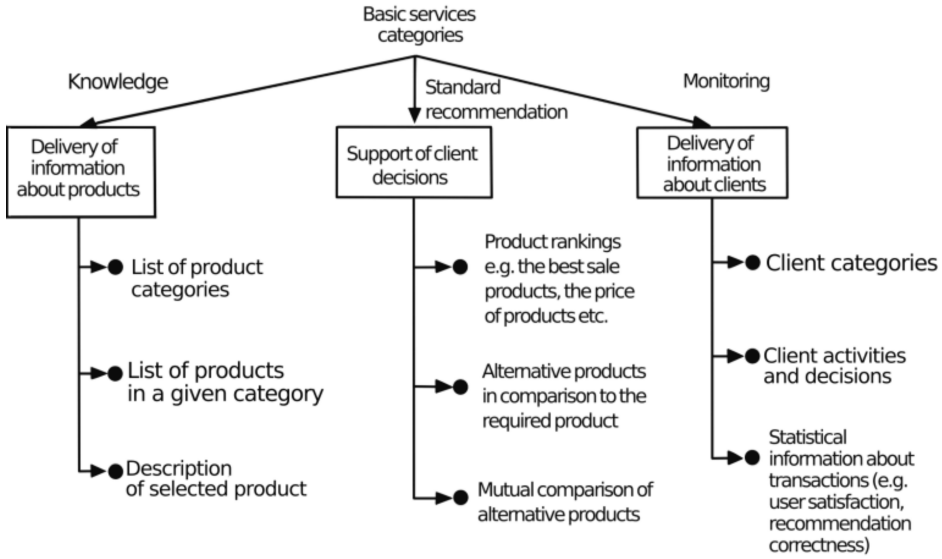 Basic services
categories
Knowledge
Standard
recommendation
Monitoring
Delivery of
information
about products
Support of client
decisions
Delivery of
information
about clients
List of product
categories
List of products
in a given category
Description
of selected product
Product rankings
e.g. the best sale
products, the price
of products etc.
Alternative products
in comparison to the
required product
Mutual comparison of
alternative products
Client categories
Client activities
and decisions
Statistical
information about
transactions (e.g.
user satisfaction,
recommendation
correctness)